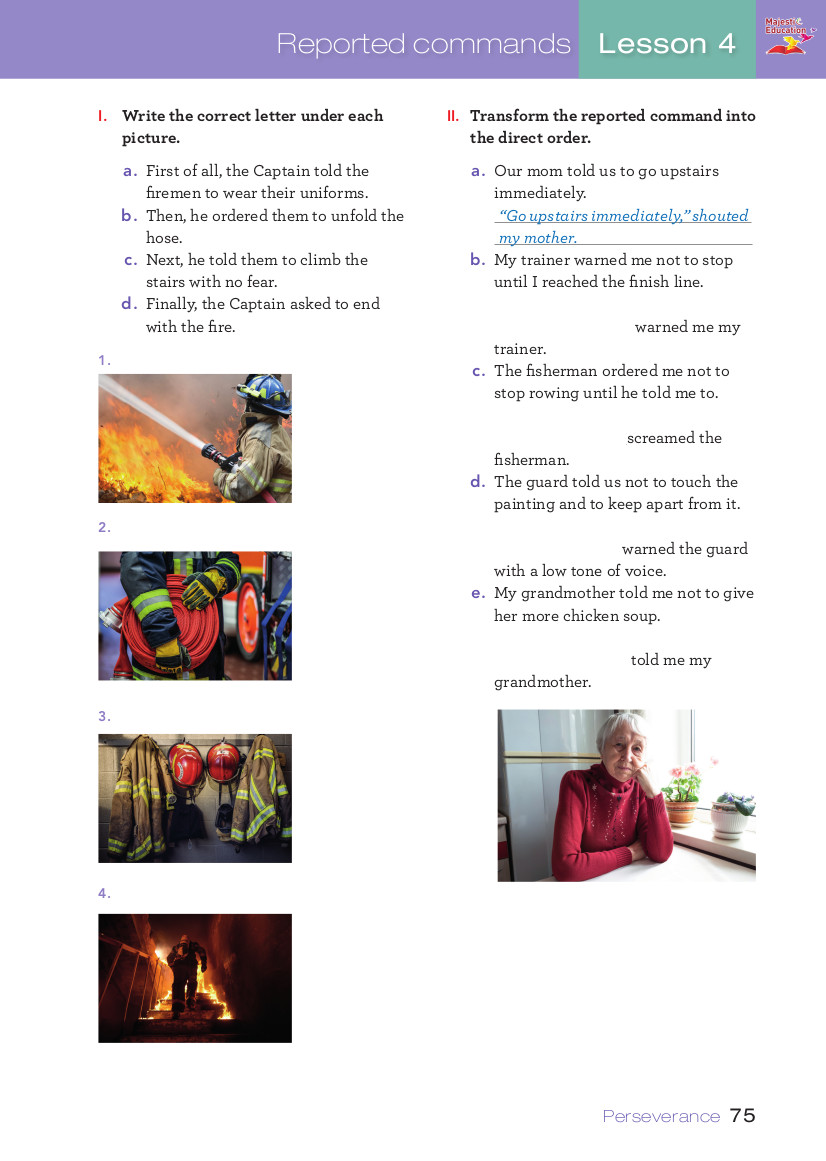 Reported commands
Lesson 4
Majestic
Education
I. Write the correct letter under each
picture.
a. First of all, the Captain told the
firemen to wear their uniforms.
b. Then, he ordered them to unfold the
hose.
c. Next, he told them to climb the
stairs with no fear.
d. Finally, the Captain asked to end
with the fire.
1.
2.
3.
4.
II. Transform the reported command into
the direct order.
a. Our mom told us to go upstairs
immediately.
“Go upstairs immediately,” shouted
my mother.
b. My trainer warned me not to stop
until I reached the finish line.
warned me my
trainer.
c. The fisherman ordered me not to
stop rowing until he told me to.
screamed the
fisherman.
d. The guard told us not to touch the
painting and to keep apart from it.
warned the guard
with a low tone of voice.
e. My grandmother told me not to give
her more chicken soup.
told me my
grandmother.
Perseverance 75